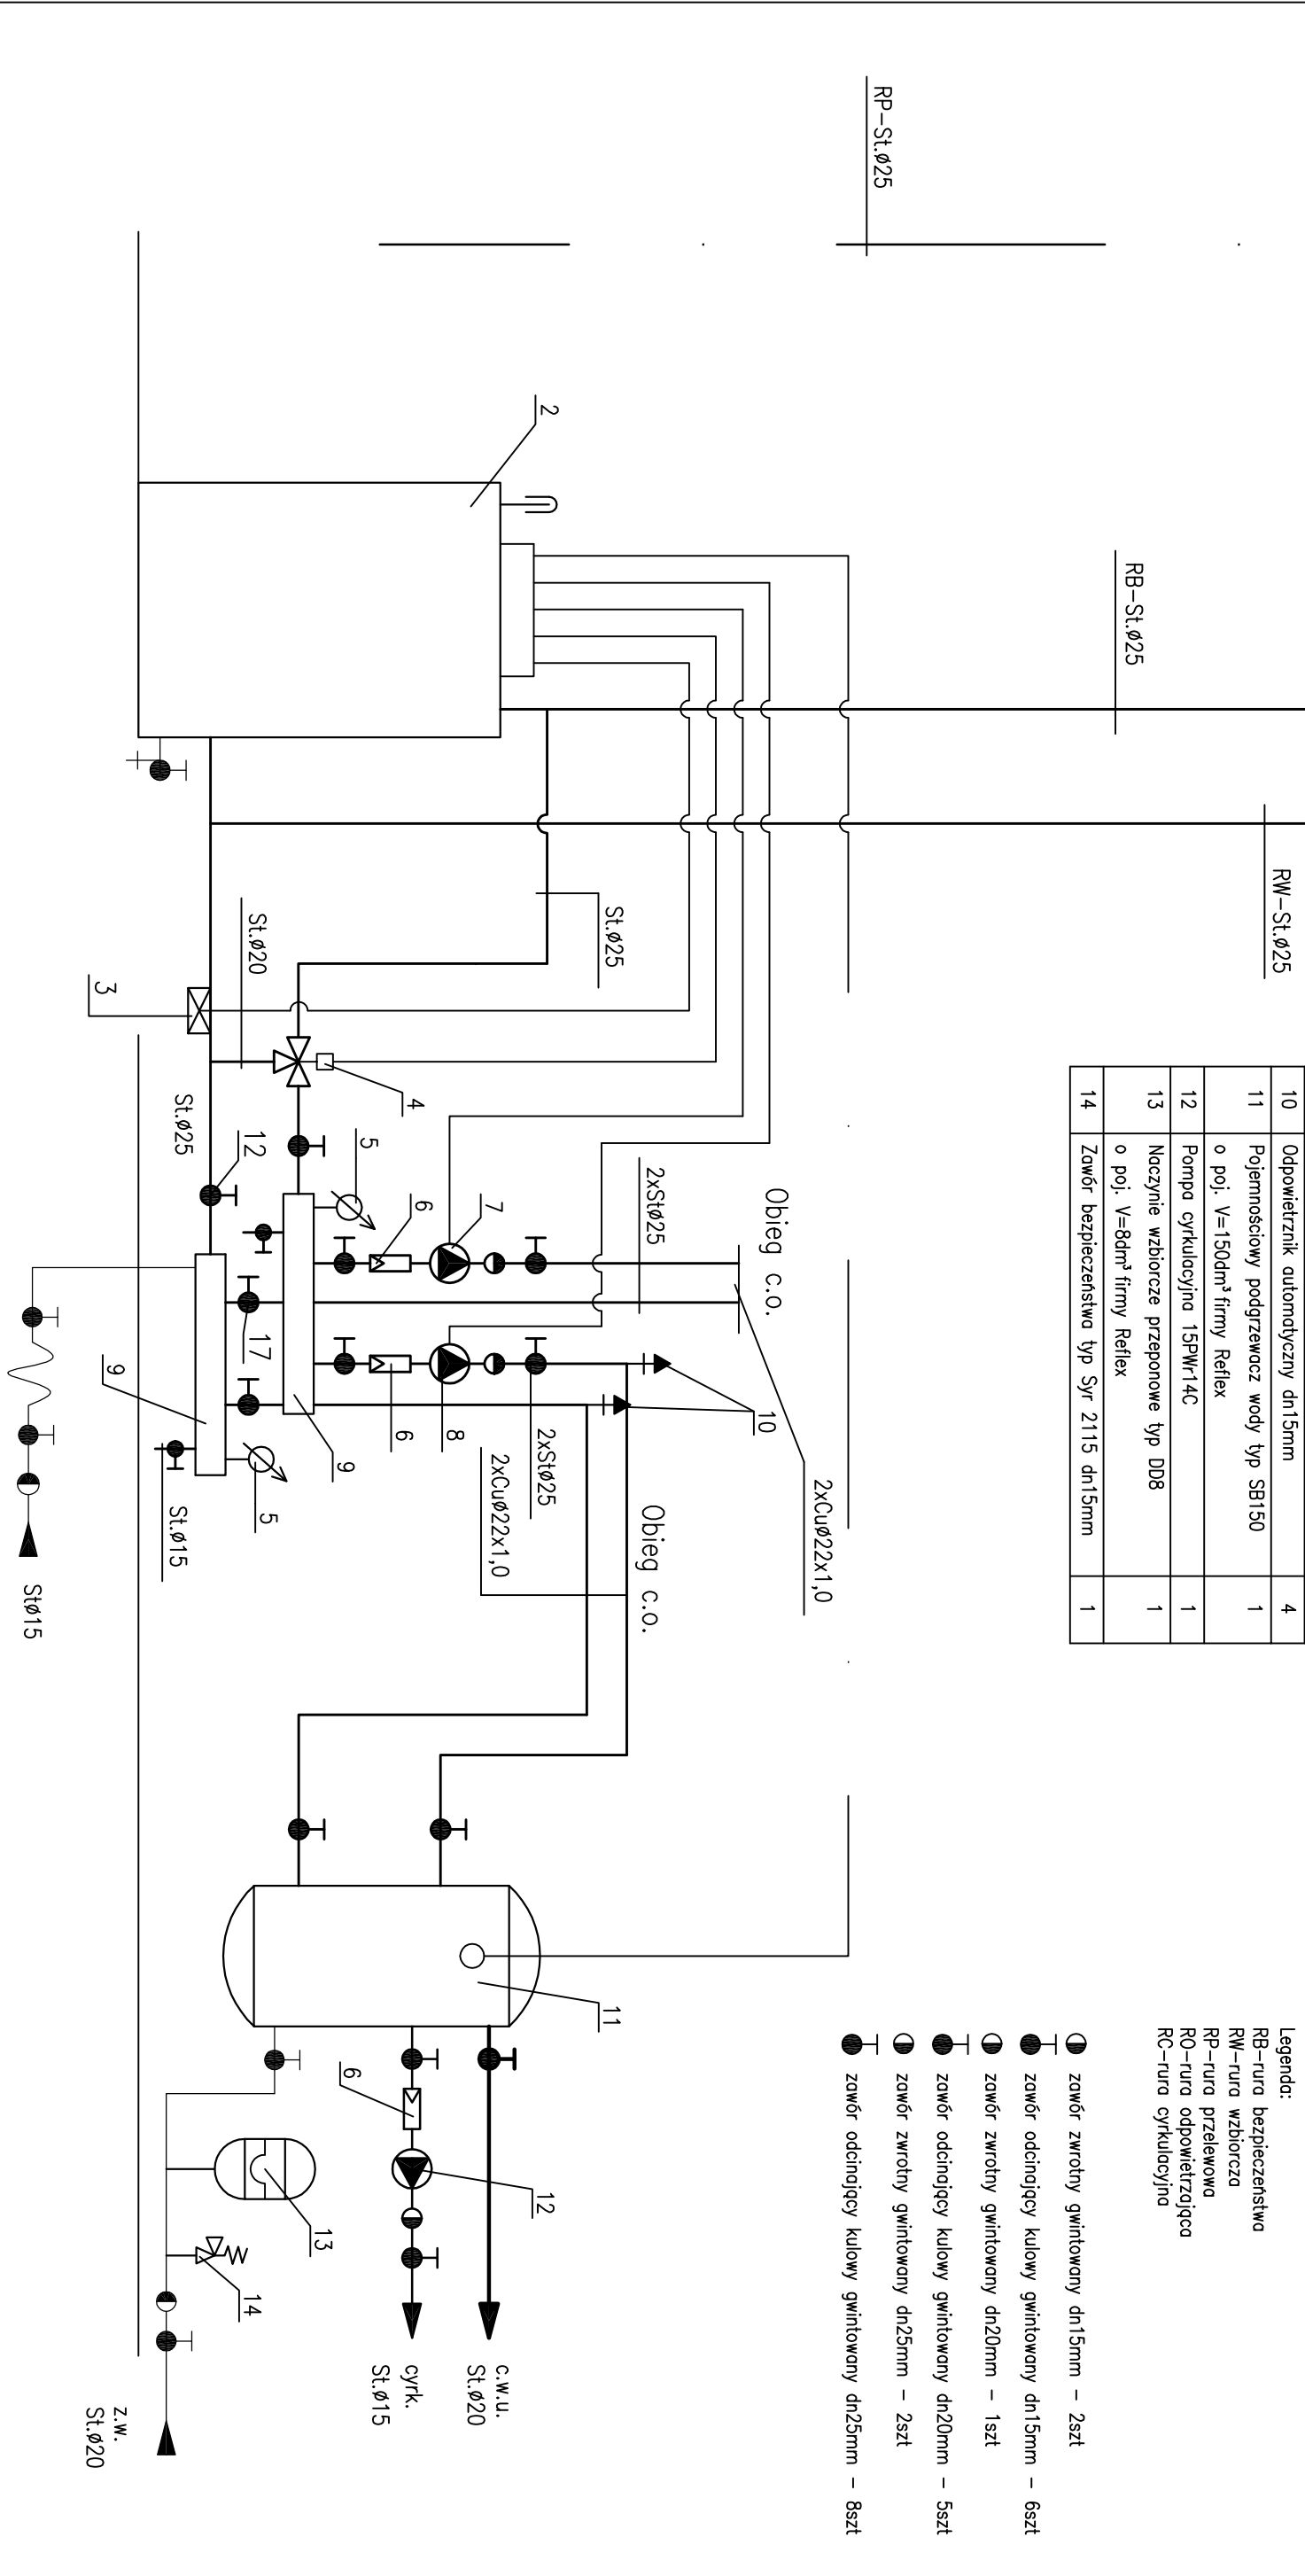 RP-St.ø25
RB-St.ø25
RW-St.ø25
10 Odpowietrznik automatyczny dn15mm 4
11 Pojemnościowy podgrzewacz wody typ SB150 1
o poj. V=150dm³ firmy Reflex
12 Pompa cyrkulacyjna 15PWr14C 1
13 Naczynie wzbiorcze przeponowe typ DD8 1
o poj. V=8dm³ firmy Reflex
14 Zawór bezpieczeństwa typ Syr 2115 dn15mm 1
Legenda:
RB-rura bezpieczeństwa
RW-rura wzbiorcza
RP-rura przelewowa
RO-rura odpowietrzająca
RC-rura cyrkulacyjna
zawór zwrotny gwintowany dn15mm - 2szt
zawór odcinający kulowy gwintowany dn15mm - 6szt
zawór zwrotny gwintowany dn20mm - 1szt
zawór odcinający kulowy gwintowany dn20mm - 5szt
zawór zwrotny gwintowany dn25mm - 2szt
zawór odcinający kulowy gwintowany dn25mm - 8szt
2
St.ø25
St.ø20
3
4
St.ø25
12
5
6
7
2xStø25
Obieg c.o.
2xCuø22x1,0
10
17
9
9
6
8
2xStø25
2xCuø22x1,0
Obieg c.o.
5
St.ø15
Stø15
11
6
12
13
14
c.w.u.
St.ø20
cyrk.
St.ø15
z.w.
St.ø20